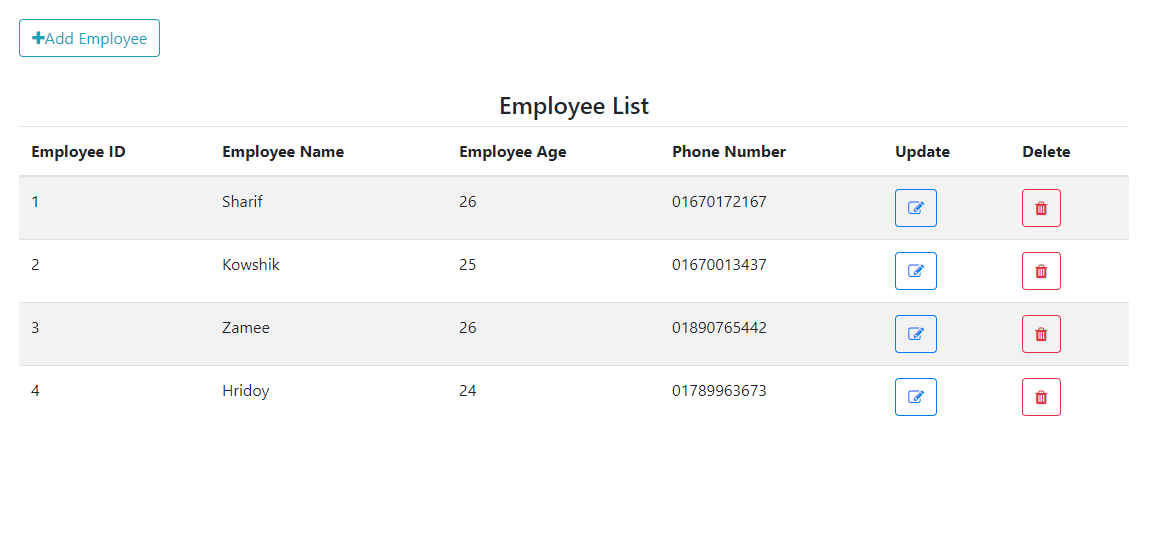 Add Employee
Employee List
Employee ID Employee Name Employee Age Phone Number Update Delete
1 Sharif 26 01670172167
2 Kowshik 25 01670013437
3 Zamee 26 01890765442
4 Hridoy 24 01789963673